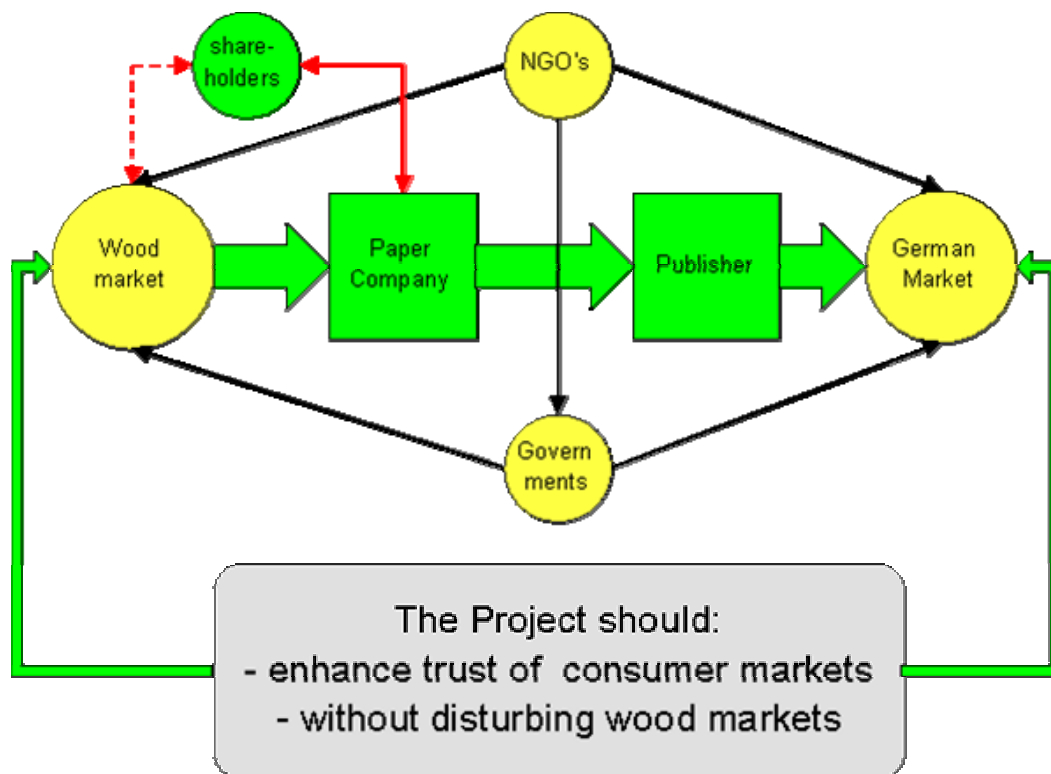 share-
holders
NGO's
Wood
market
Paper
Company
Publisher
German
Market
Govern
ments
The Project should:
- enhance trust of consumer markets
- without disturbing wood markets